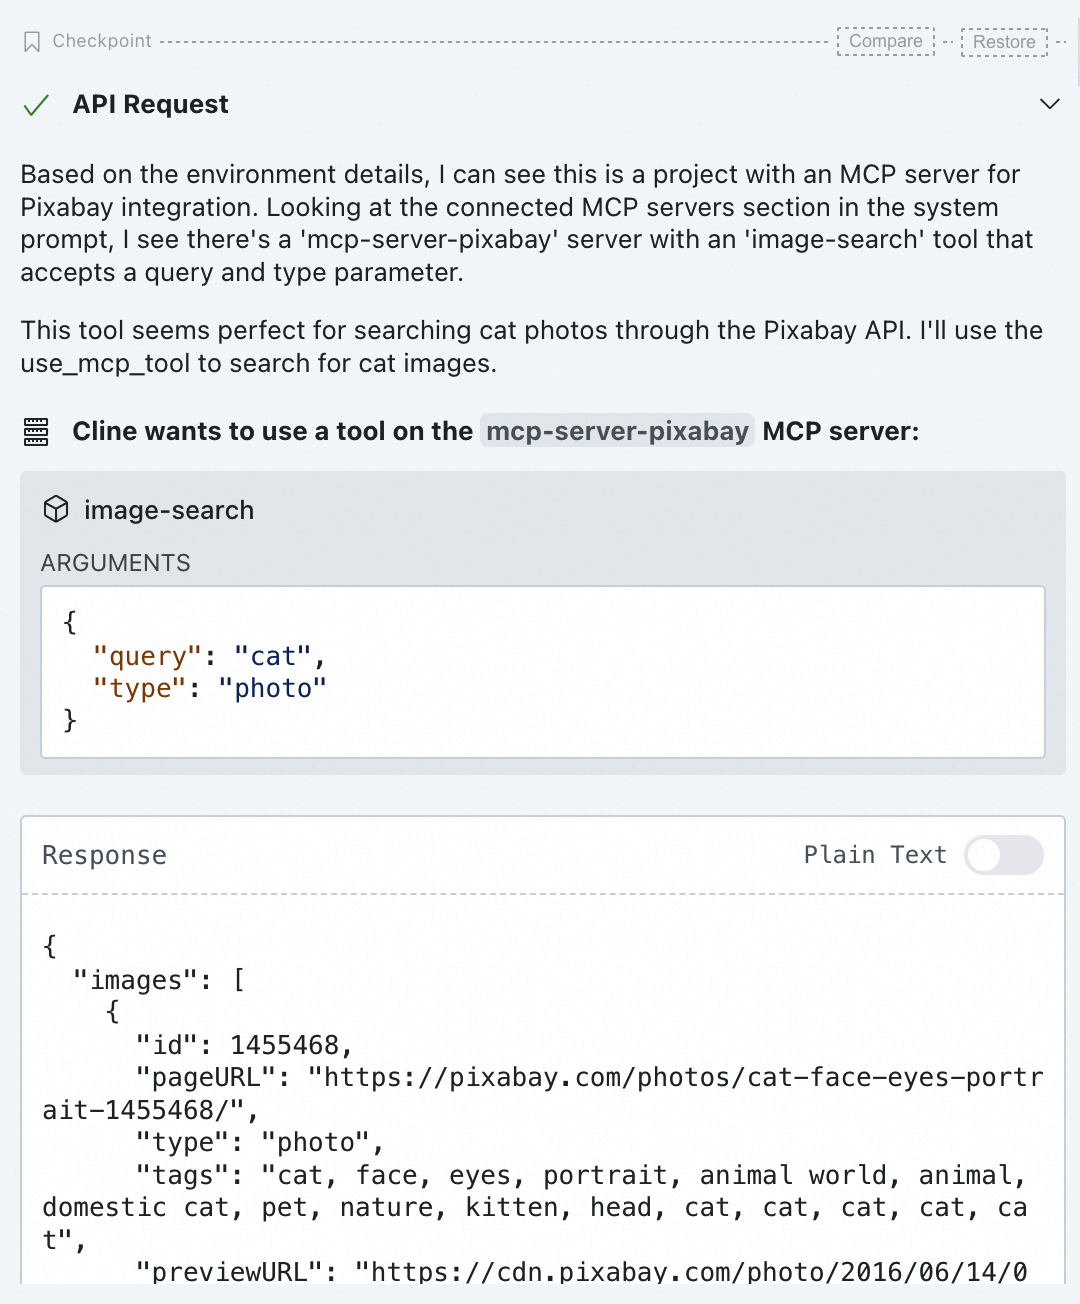 Checkpoint Compare Restore
API Request
Based on the environment details, I can see this is a project with an MCP server for
Pixabay integration. Looking at the connected MCP servers section in the system
prompt, I see there's a 'mcp-server-pixabay' server with an 'image-search' tool that
accepts a query and type parameter.
This tool seems perfect for searching cat photos through the Pixabay API. I'll use the
use_mcp_tool to search for cat images.
Cline wants to use a tool on the mcp-server-pixabay MCP server:
image-search
ARGUMENTS
{
  "query": "cat",
  "type": "photo"
}
Response Plain Text
{
  "images": [
    {
      "id": 1455468,
      "pageURL": "https://pixabay.com/photos/cat-face-eyes-portr
ait-1455468/",
      "type": "photo",
      "tags": "cat, face, eyes, portrait, animal world, animal,
domestic cat, pet, nature, kitten, head, cat, cat, cat, cat, ca
t",
      "previewURL": "https://cdn.pixabay.com/photo/2016/06/14/0